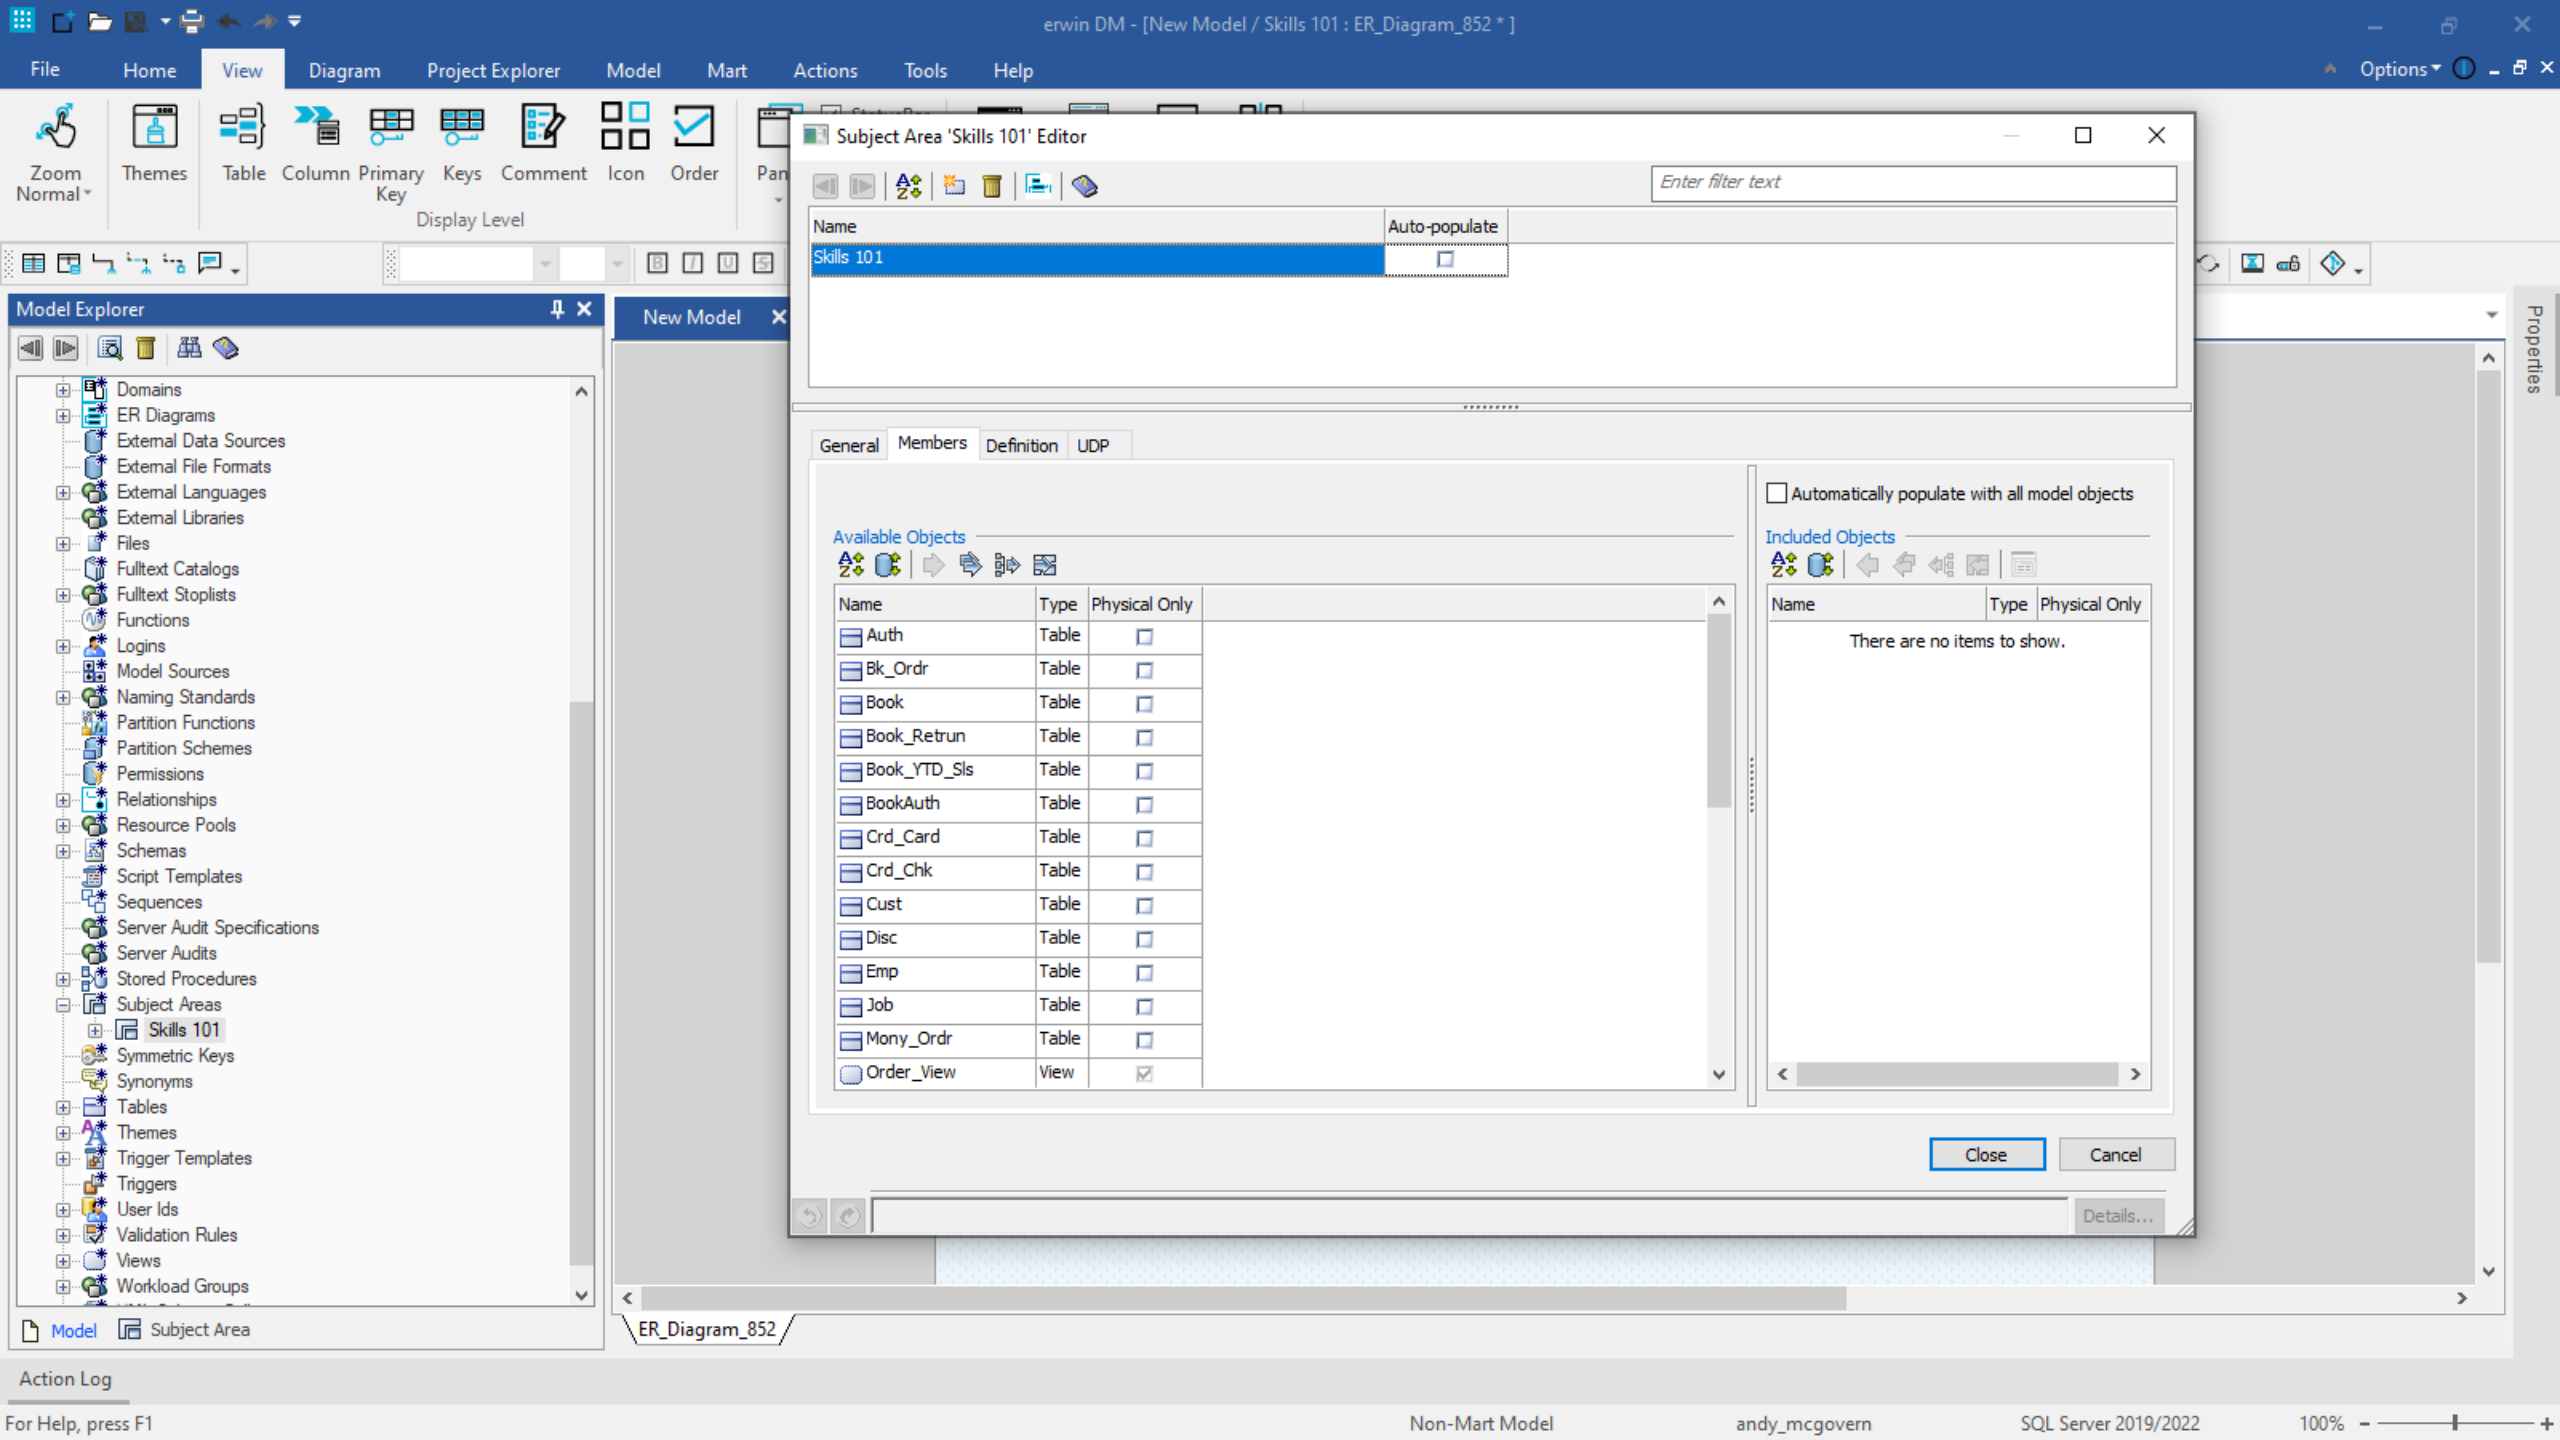 erwin DM - [New Model / Skills 101 : ER_Diagram_852 * ]
File Home View Diagram Project Explorer Model Mart Actions Tools Help Options
Zoom Normal Themes Table Column Primary Key Keys Comment Icon Order Pan
Display Level
Model Explorer
Domains
ER Diagrams
External Data Sources
External File Formats
External Languages
External Libraries
Files
Fulltext Catalogs
Fulltext Stoplists
Functions
Logins
Model Sources
Naming Standards
Partition Functions
Partition Schemes
Permissions
Relationships
Resource Pools
Schemas
Script Templates
Sequences
Server Audit Specifications
Server Audits
Stored Procedures
Subject Areas
Skills 101
Symmetric Keys
Synonyms
Tables
Themes
Trigger Templates
Triggers
User Ids
Validation Rules
Views
Workload Groups
Model Subject Area
New Model
Subject Area 'Skills 101' Editor
Enter filter text
Name Auto-populate
Skills 101
General Members Definition UDP
Automatically populate with all model objects
Available Objects
Name Type Physical Only
Auth Table
Bk_Ordr Table
Book Table
Book_Retrun Table
Book_YTD_Sls Table
BookAuth Table
Crd_Card Table
Crd_Chk Table
Cust Table
Disc Table
Emp Table
Job Table
Mony_Ordr Table
Order_View View
Included Objects
Name Type Physical Only
There are no items to show.
Close Cancel
Details...
Properties
ER_Diagram_852
Action Log
For Help, press F1 Non-Mart Model andy_mcgovern SQL Server 2019/2022 100%